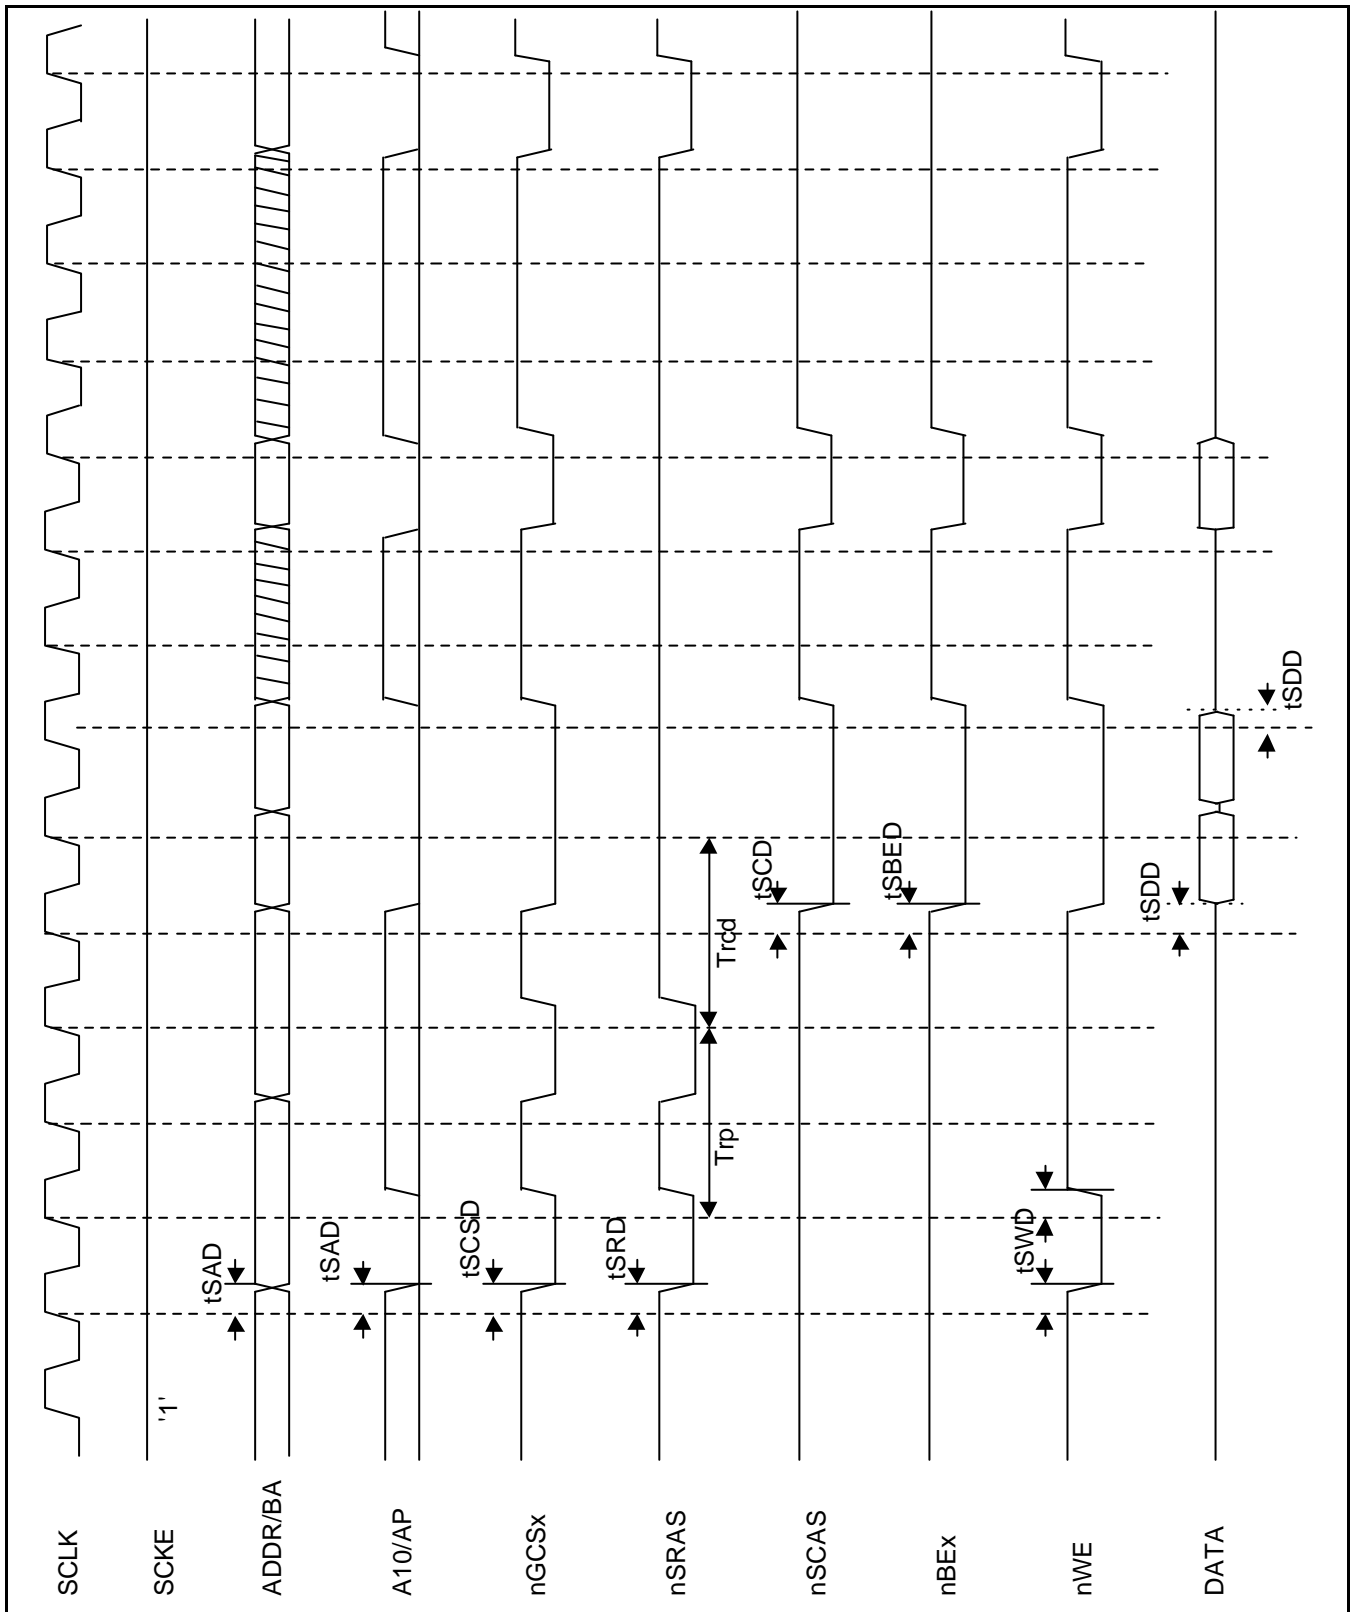 SCLK
SCKE
'1'
ADDR/BA
tSAD
A10/AP
tSAD
nGCSx
tSCSD
nSRAS
tSRD
Trp
Trcd
nSCAS
tSCD
nBEx
tSBED
nWE
tSWD
DATA
tSDD
tSDD